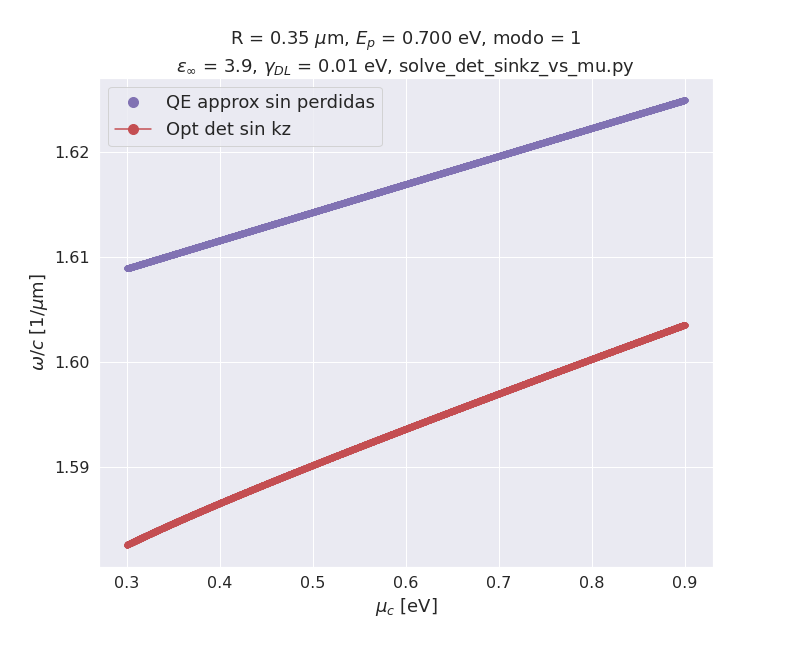 R = 0.35 μm, E_p = 0.700 eV, modo = 1
ε_∞ = 3.9, γ_DL = 0.01 eV, solve_det_sinkz_vs_mu.py
QE approx sin perdidas
Opt det sin kz
1.62
1.61
1.60
1.59
ω/c [1/μm]
0.3 0.4 0.5 0.6 0.7 0.8 0.9
μ_c [eV]